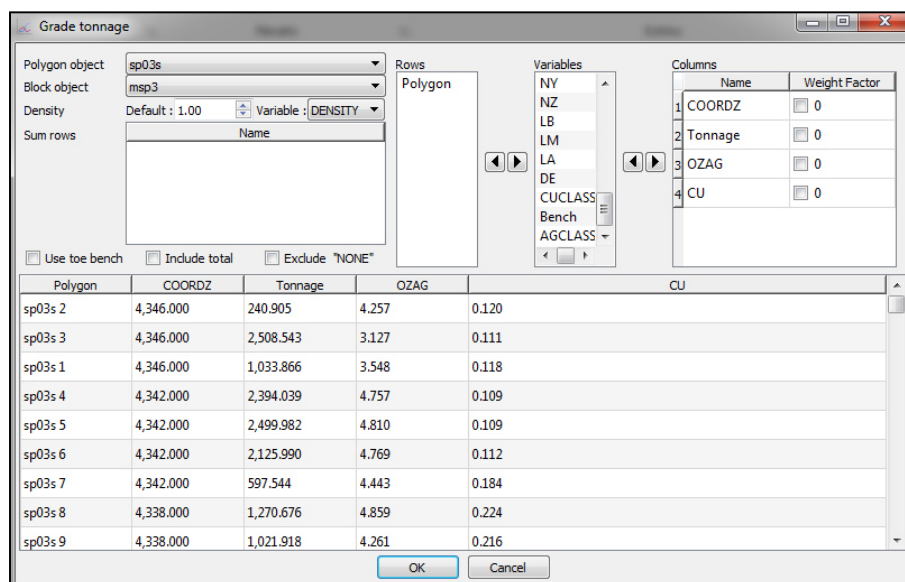 Grade tonnage
Polygon object sp03s
Block object msp3
Density Default : 1.00 Variable : DENSITY
Sum rows Name
Rows
Polygon
Variables
NY
NZ
LB
LM
LA
DE
CUCLASS
Bench
AGCLASS
Columns
Name Weight Factor
1 COORDZ 0
2 Tonnage 0
3 OZAG 0
4 CU 0
Use toe bench Include total Exclude "NONE"
Polygon COORDZ Tonnage OZAG CU
sp03s 2 4,346.000 240.905 4.257 0.120
sp03s 3 4,346.000 2,508.543 3.127 0.111
sp03s 1 4,346.000 1,033.866 3.548 0.118
sp03s 4 4,342.000 2,394.039 4.757 0.109
sp03s 5 4,342.000 2,499.982 4.810 0.109
sp03s 6 4,342.000 2,125.990 4.769 0.112
sp03s 7 4,342.000 597.544 4.443 0.184
sp03s 8 4,338.000 1,270.676 4.859 0.224
sp03s 9 4,338.000 1,021.918 4.261 0.216
OK Cancel